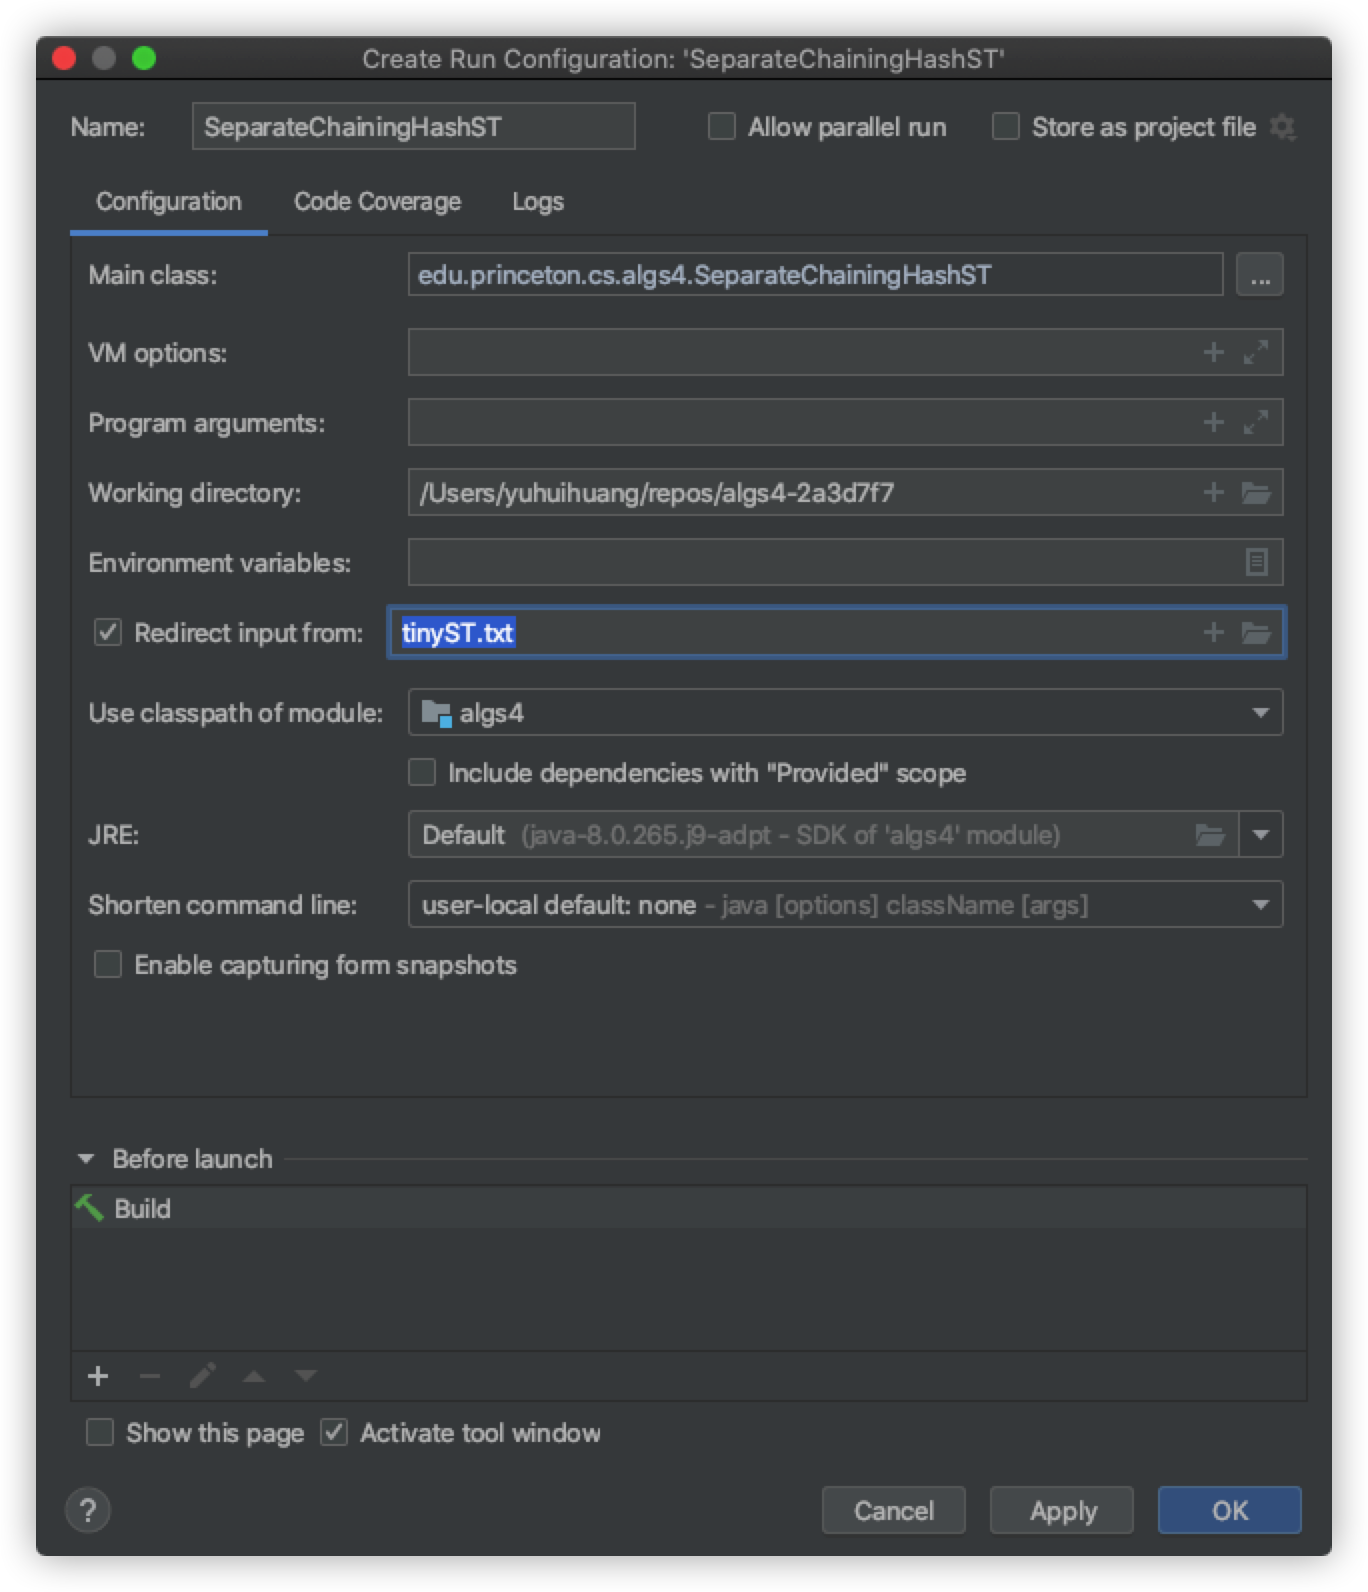 Create Run Configuration: 'SeparateChainingHashST'
Name: SeparateChainingHashST Allow parallel run Store as project file
Configuration Code Coverage Logs
Main class: edu.princeton.cs.algs4.SeparateChainingHashST ...
VM options:
Program arguments:
Working directory: /Users/yuhuihuang/repos/algs4-2a3d7f7
Environment variables:
Redirect input from: tinyST.txt
Use classpath of module: algs4
Include dependencies with "Provided" scope
JRE: Default (java-8.0.265.j9-adpt - SDK of 'algs4' module)
Shorten command line: user-local default: none - java [options] className [args]
Enable capturing form snapshots
Before launch
Build
Show this page Activate tool window
? Cancel Apply OK